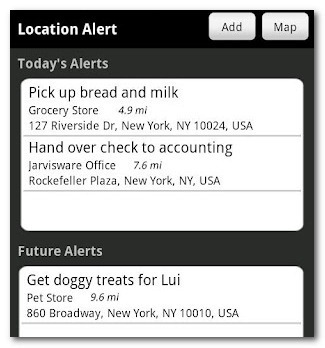 Location Alert
Add
Map
Today's Alerts
Pick up bread and milk
Grocery Store 4.9 mi
127 Riverside Dr, New York, NY 10024, USA
Hand over check to accounting
Jarvisware Office 7.6 mi
Rockefeller Plaza, New York, NY, USA
Future Alerts
Get doggy treats for Lui
Pet Store 9.6 mi
860 Broadway, New York, NY 10010, USA